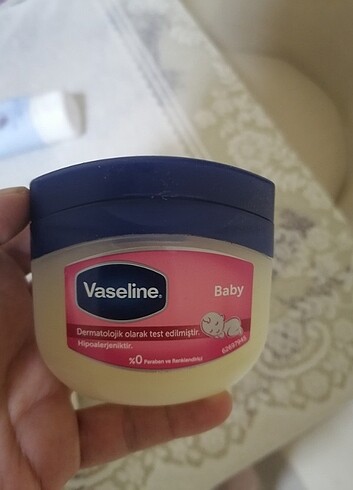 Vaseline
Baby
Dermatolojik olarak test edilmiştir.
Hipoalerjeniktir.
%0 Paraben ve Renklendirici